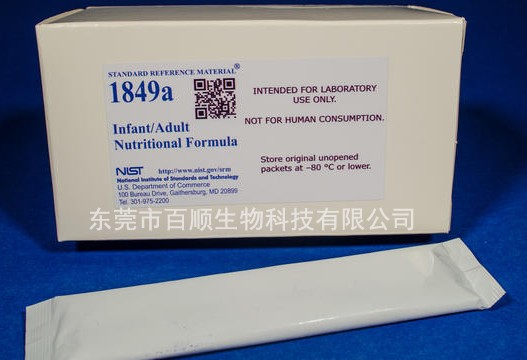 STANDARD REFERENCE MATERIAL®
1849a
Infant/Adult
Nutritional Formula
NIST http://www.nist.gov/srm
National Institute of Standards and Technology
U.S. Department of Commerce
100 Bureau Drive, Gaithersburg, MD 20899
Tel: 301-975-2200
INTENDED FOR LABORATORY
USE ONLY.
NOT FOR HUMAN CONSUMPTION.
Store original unopened
packets at –80 °C or lower.
东莞市百顺生物科技有限公司